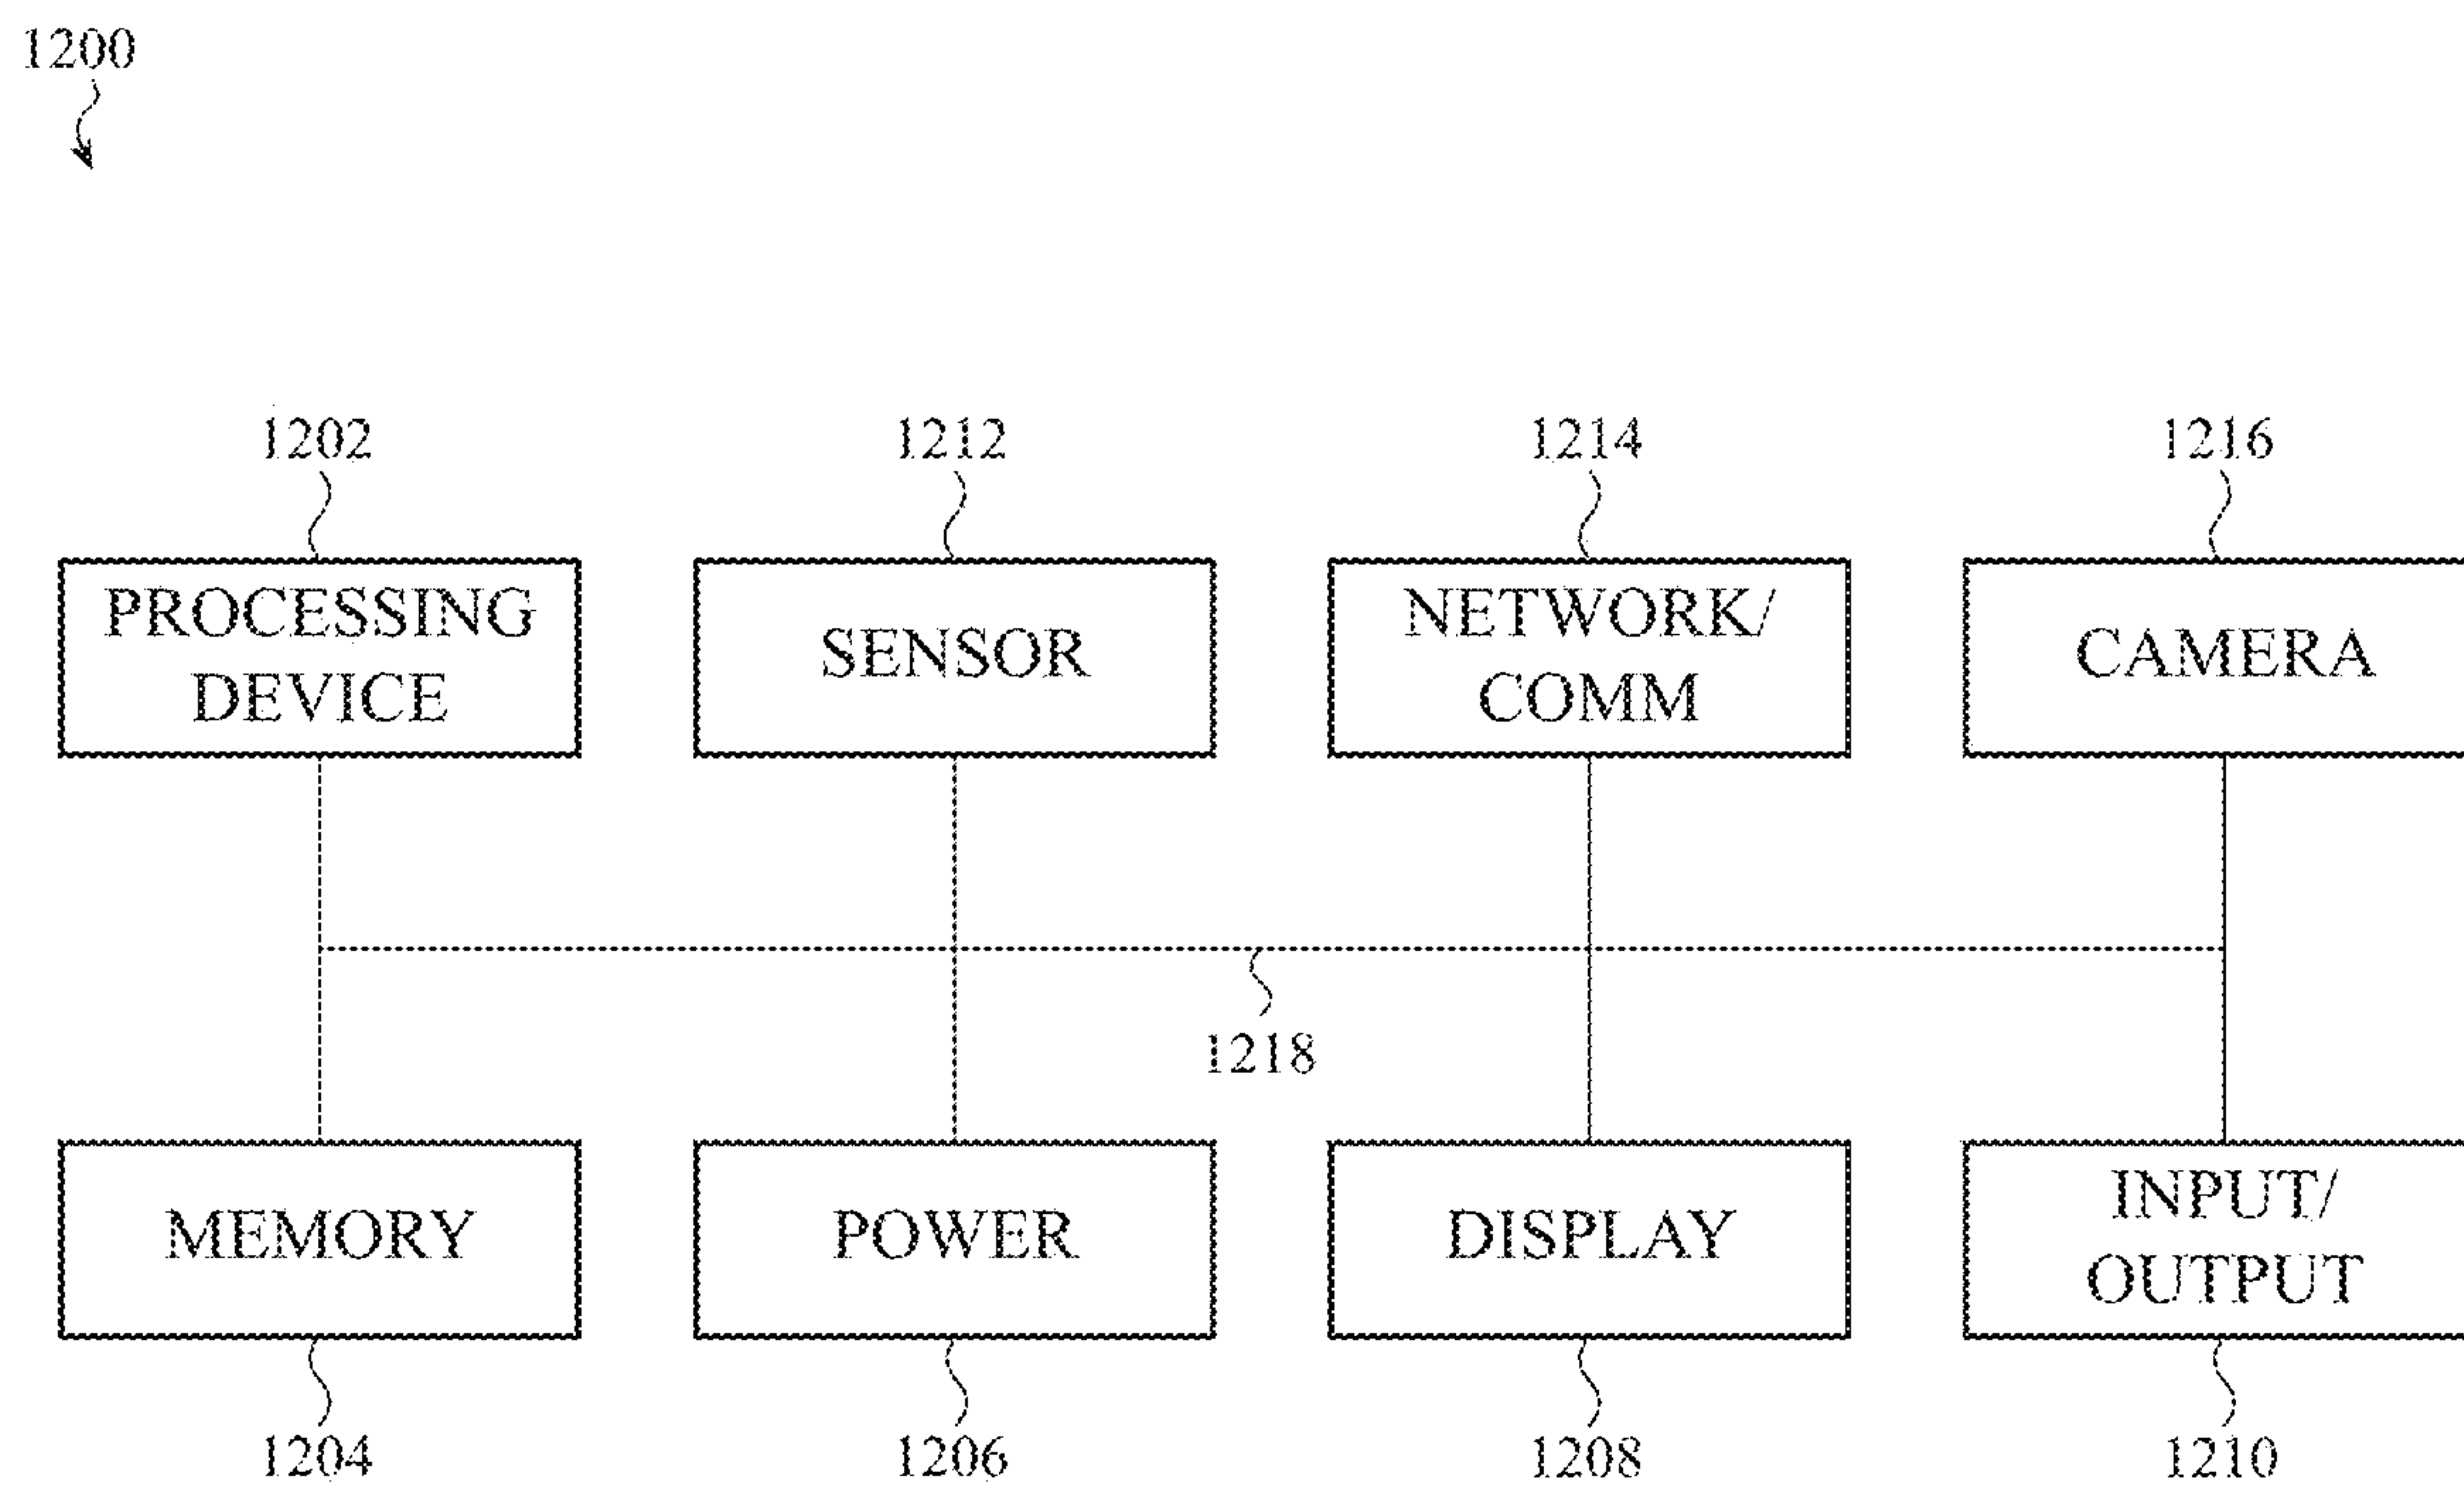 1200
1202
1212
1214
1216
PROCESSING
DEVICE
SENSOR
NETWORK/
COMM
CAMERA
1218
MEMORY
POWER
DISPLAY
INPUT/
OUTPUT
1204
1206
1208
1210